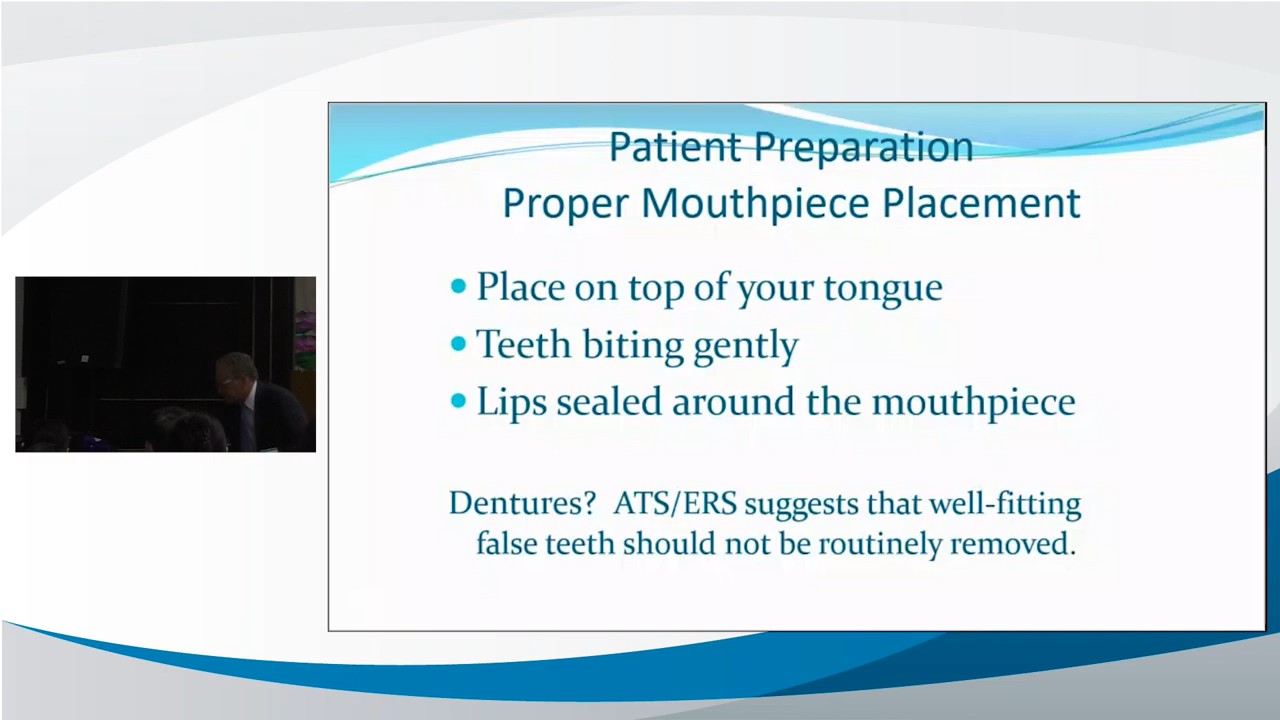 Patient Preparation
Proper Mouthpiece Placement
• Place on top of your tongue
• Teeth biting gently
• Lips sealed around the mouthpiece
Dentures? ATS/ERS suggests that well-fitting
false teeth should not be routinely removed.